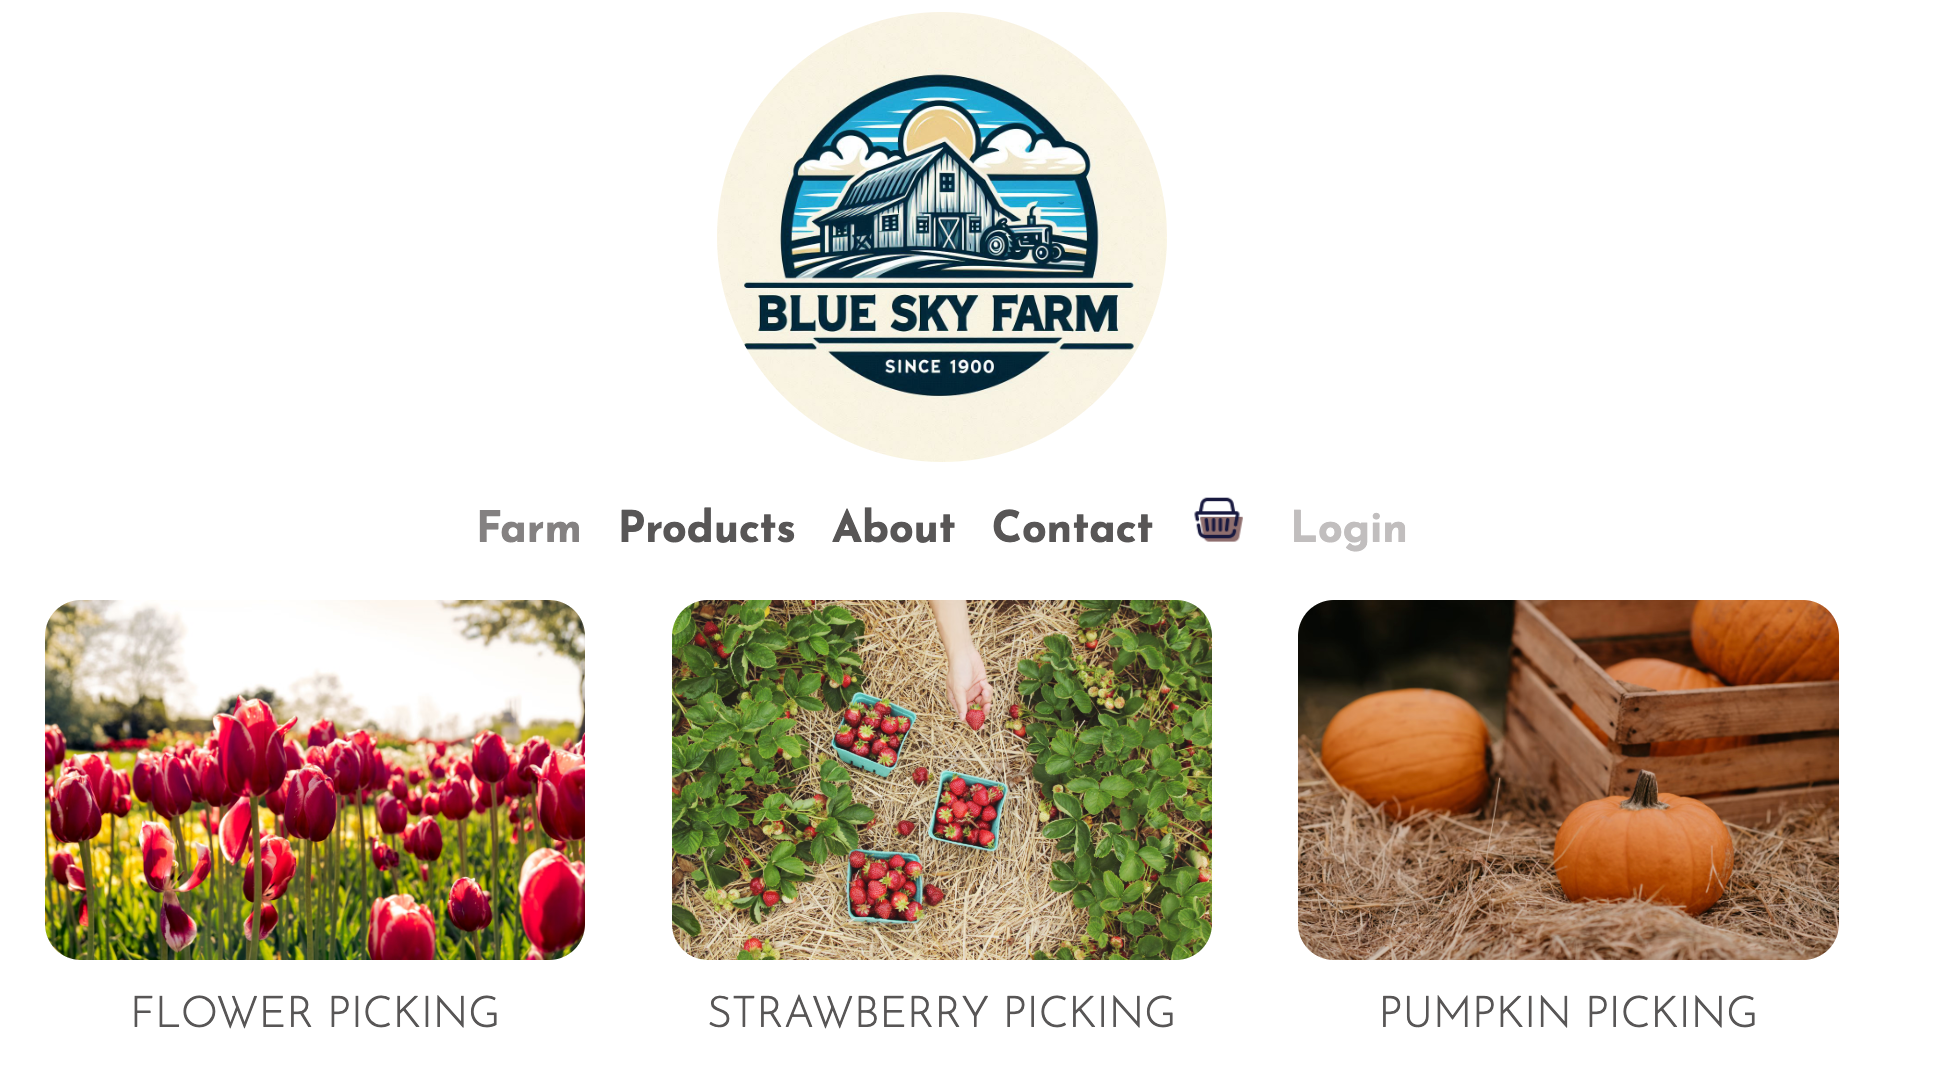 BLUE SKY FARM
SINCE 1900
Farm Products About Contact Login
FLOWER PICKING STRAWBERRY PICKING PUMPKIN PICKING